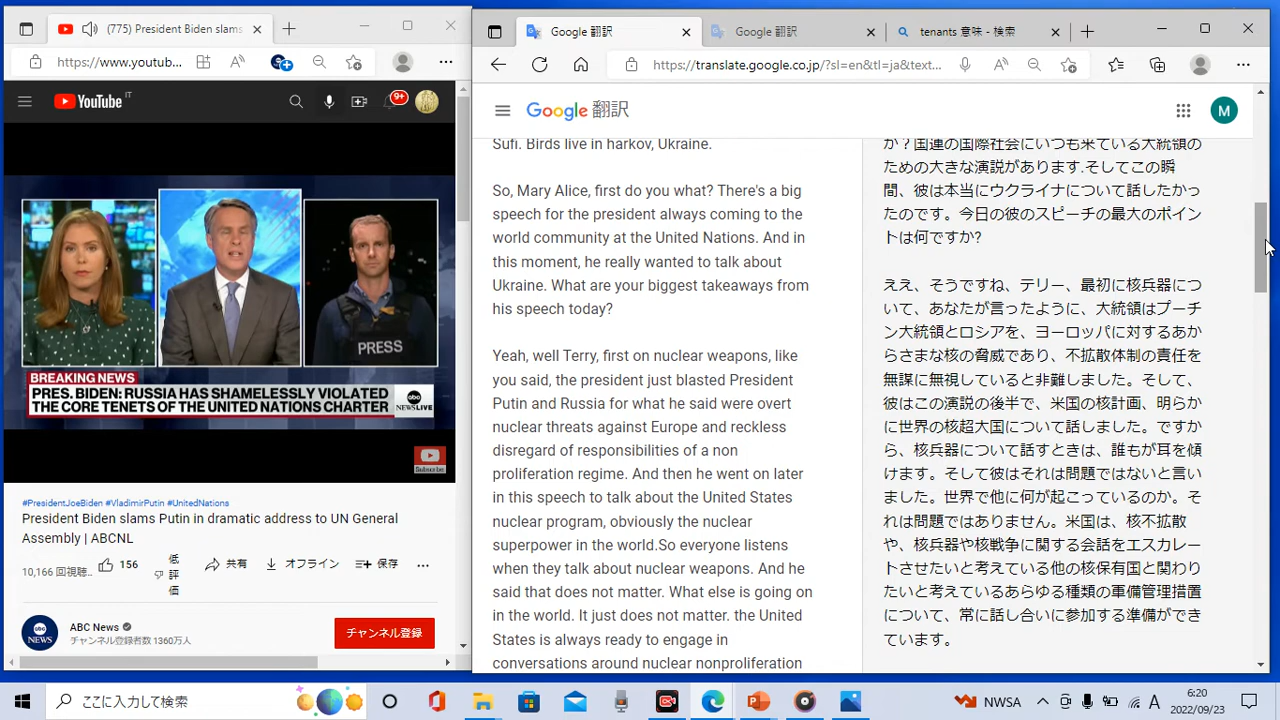 (775) President Biden slams
https://www.youtub...
YouTube IT
9+
PRESS
BREAKING NEWS
PRES. BIDEN: RUSSIA HAS SHAMELESSLY VIOLATED
THE CORE TENETS OF THE UNITED NATIONS CHARTER
abc
NEWS LIVE
Subscribe
#PresidentJoeBiden #VladimirPutin #UnitedNations
President Biden slams Putin in dramatic address to UN General
Assembly | ABCNL
10,166 回視聴...
156
低評価
共有
オフライン
保存
abc
NEWS
ABC News
チャンネル登録者数 1360万人
チャンネル登録
Google 翻訳
Google 翻訳
tenants 意味 - 検索
https://translate.google.co.jp/?sl=en&tl=ja&text...
Google 翻訳
M
Sufi. Birds live in harkov, Ukraine.
So, Mary Alice, first do you what? There's a big
speech for the president always coming to the
world community at the United Nations. And in
this moment, he really wanted to talk about
Ukraine. What are your biggest takeaways from
his speech today?
Yeah, well Terry, first on nuclear weapons, like
you said, the president just blasted President
Putin and Russia for what he said were overt
nuclear threats against Europe and reckless
disregard of responsibilities of a non
proliferation regime. And then he went on later
in this speech to talk about the United States
nuclear program, obviously the nuclear
superpower in the world.So everyone listens
when they talk about nuclear weapons. And he
said that does not matter. What else is going on
in the world. It just does not matter. the United
States is always ready to engage in
conversations around nuclear nonproliferation
か？国連の国際社会にいつも来ている大統領の
ための大きな演説があります.そしてこの瞬
間、彼は本当にウクライナについて話したかっ
たのです。今日の彼のスピーチの最大のポイン
トは何ですか?
ええ、そうですね、テリー、最初に核兵器につ
いて、あなたが言ったように、大統領はプーチ
ン大統領とロシアを、ヨーロッパに対するあか
らさまな核の脅威であり、不拡散体制の責任を
無謀に無視していると非難しました。そして、
彼はこの演説の後半で、米国の核計画、明らか
に世界の核超大国について話しました。ですか
ら、核兵器について話すときは、誰もが耳を傾
けます。そして彼はそれは問題ではないと言い
ました。世界で他に何が起こっているのか。そ
れは問題ではありません。米国は、核不拡散
や、核兵器や核戦争に関する会話をエスカレー
トさせたいと考えている他の核保有国と関わり
たいと考えているあらゆる種類の軍備管理措置
について、常に話し合いに参加する準備ができ
ています。
ここに入力して検索
NWSA
A
6:20
2022/09/23